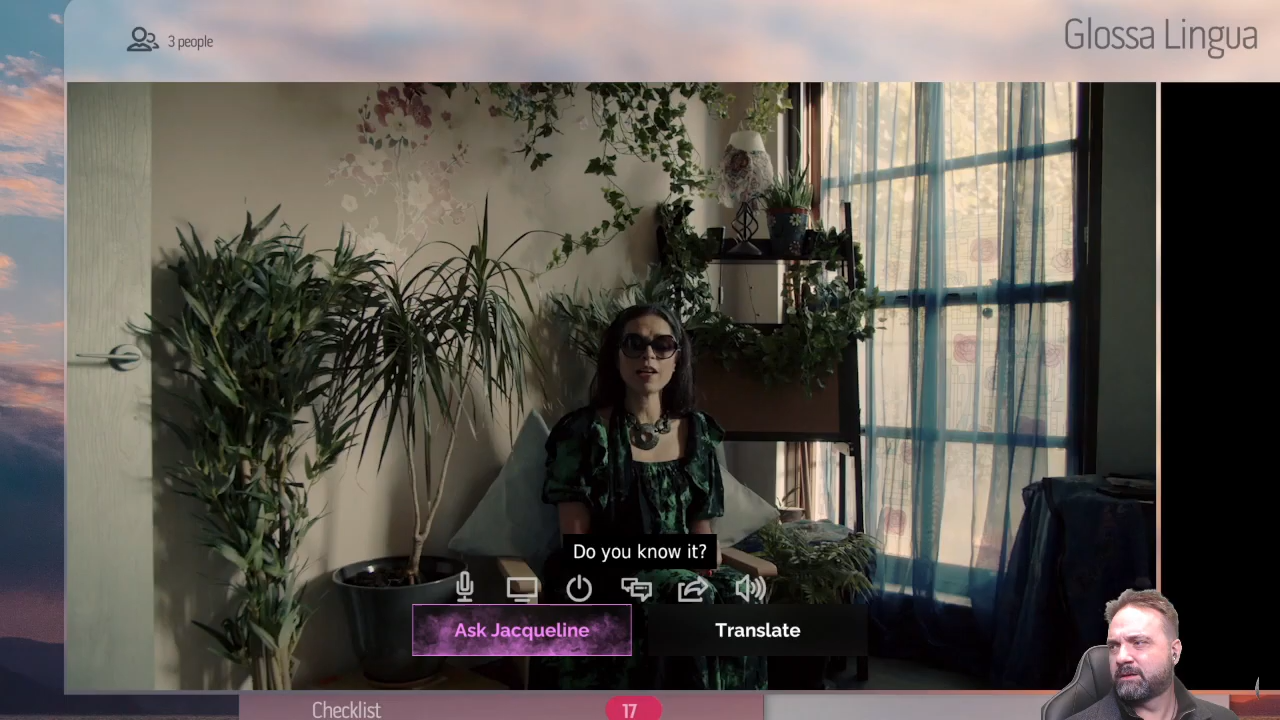 3 people
Glossa Lingua
Do you know it?
Ask Jacqueline
Translate
Checklist
17